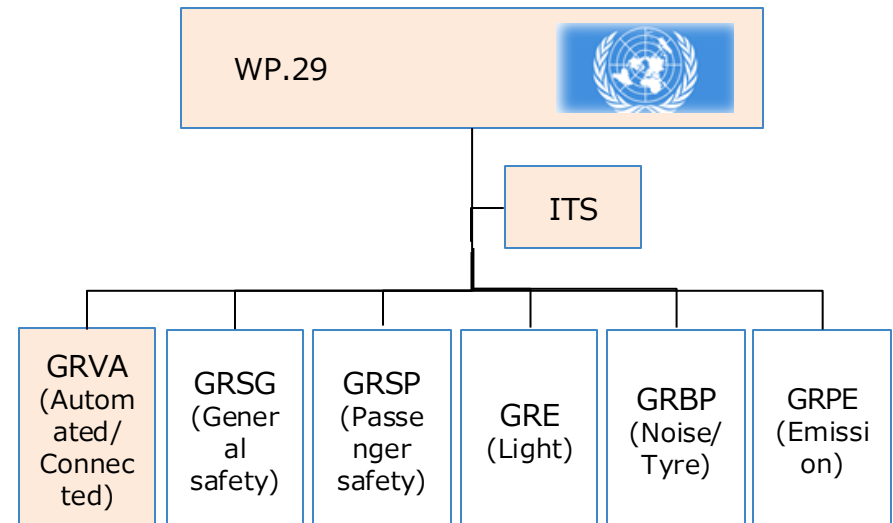 WP.29
ITS
GRVA
(Autom
ated/
Connec
ted)
GRSG
(Gener
al
safety)
GRSP
(Passe
nger
safety)
GRE
(Light)
GRBP
(Noise/
Tyre)
GRPE
(Emissi
on)